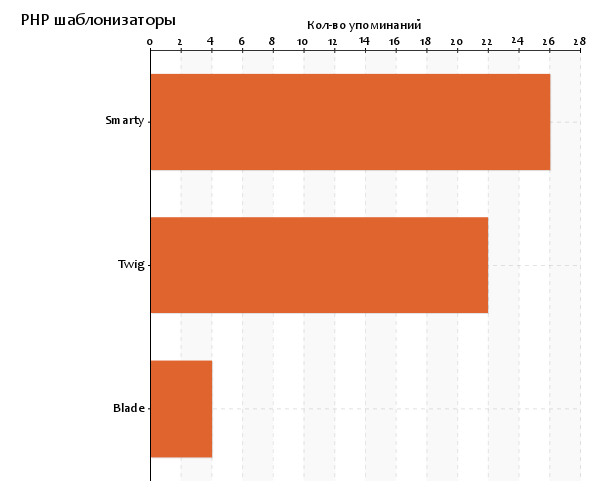 PHP шаблонизаторы
Кол-во упоминаний
0 2 4 6 8 10 12 14 16 18 20 22 24 26 28
Smarty
Twig
Blade